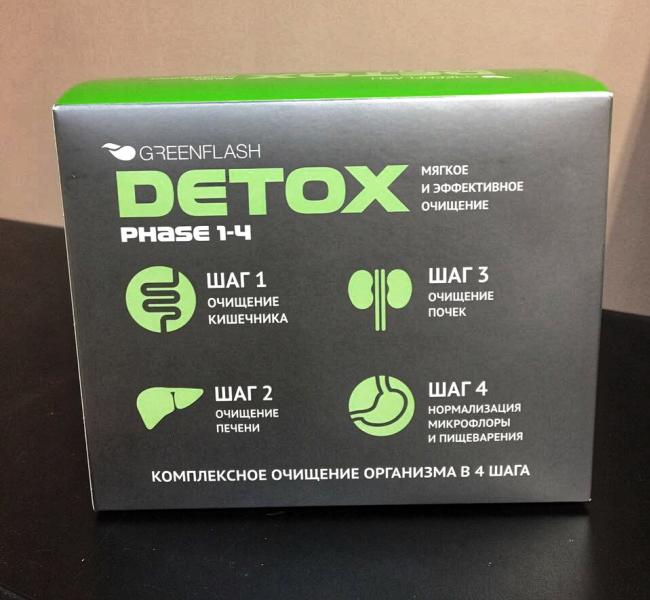 GREENFLASH
DETOX
PHASE 1-4
МЯГКОЕ
И ЭФФЕКТИВНОЕ
ОЧИЩЕНИЕ
ШАГ 1
ОЧИЩЕНИЕ
КИШЕЧНИКА
ШАГ 2
ОЧИЩЕНИЕ
ПЕЧЕНИ
ШАГ 3
ОЧИЩЕНИЕ
ПОЧЕК
ШАГ 4
НОРМАЛИЗАЦИЯ
МИКРОФЛОРЫ
И ПИЩЕВАРЕНИЯ
КОМПЛЕКСНОЕ ОЧИЩЕНИЕ ОРГАНИЗМА В 4 ШАГА